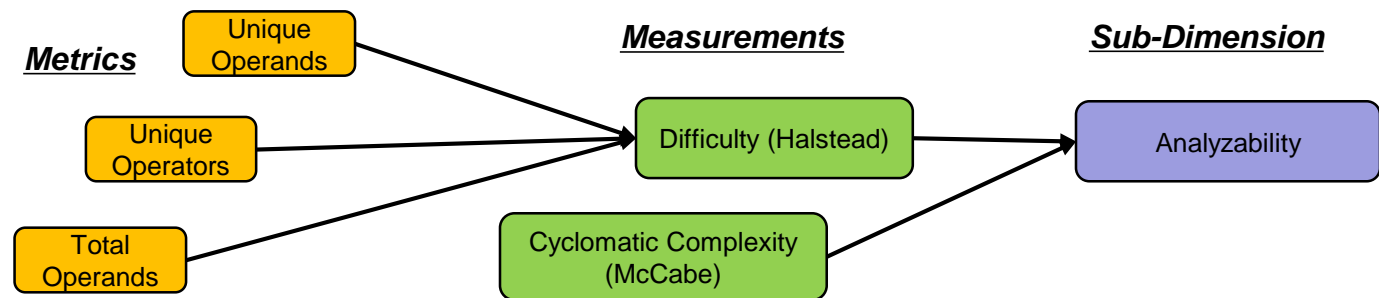 Metrics
Unique
Operands
Unique
Operators
Total
Operands
Measurements
Difficulty (Halstead)
Cyclomatic Complexity
(McCabe)
Sub-Dimension
Analyzability